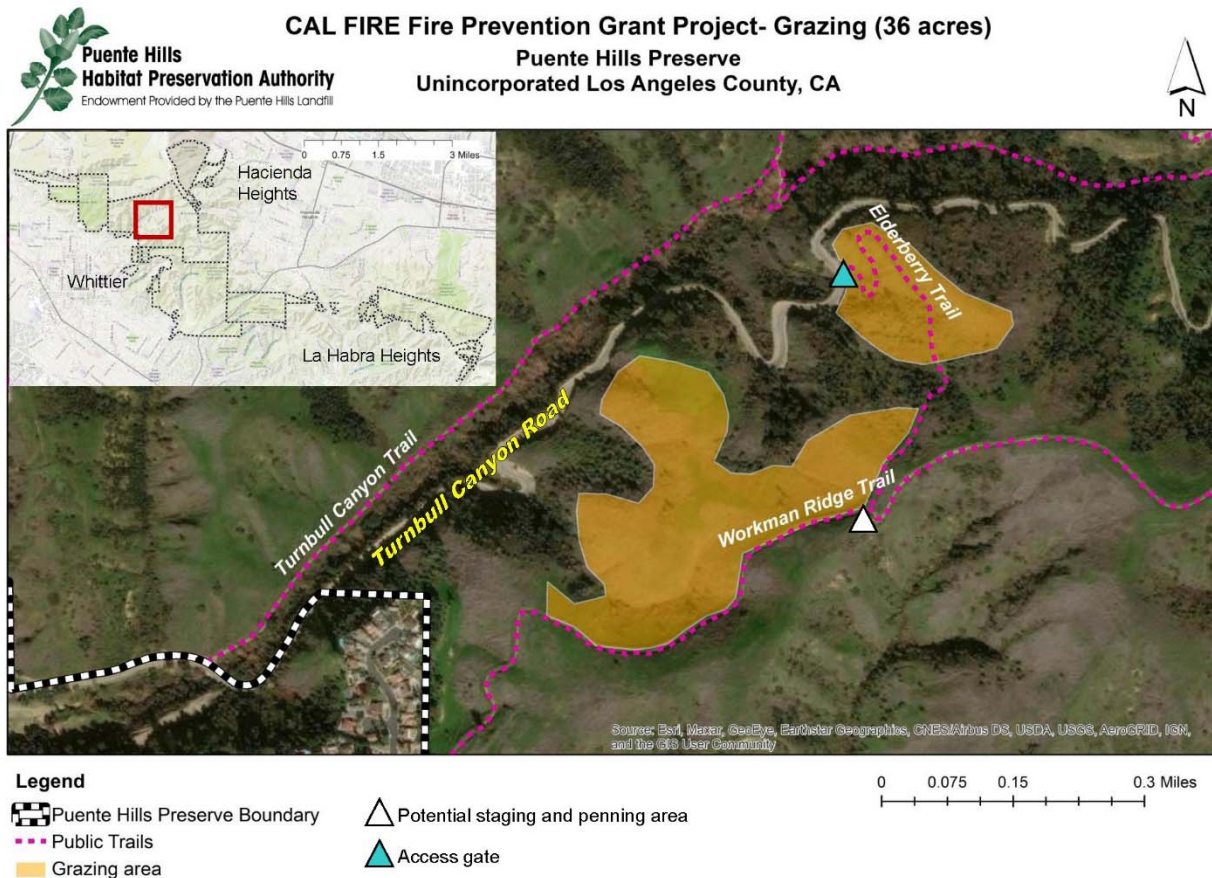 CAL FIRE Fire Prevention Grant Project- Grazing (36 acres)
Puente Hills Preserve
Unincorporated Los Angeles County, CA
Puente Hills
Habitat Preservation Authority
Endowment Provided by the Puente Hills Landfill
N
0 0.75 1.5 3 Miles
Hacienda
Heights
Whittier
La Habra Heights
Elderberry Trail
Turnbull Canyon Trail
Turnbull Canyon Road
Workman Ridge Trail
Source: Esri, Maxar, GeoEye, Earthstar Geographics, CNES/Airbus DS, USDA, USGS, AeroGRID, IGN,
and the GIS User Community
Legend
Puente Hills Preserve Boundary
Public Trails
Grazing area
Potential staging and penning area
Access gate
0 0.075 0.15 0.3 Miles